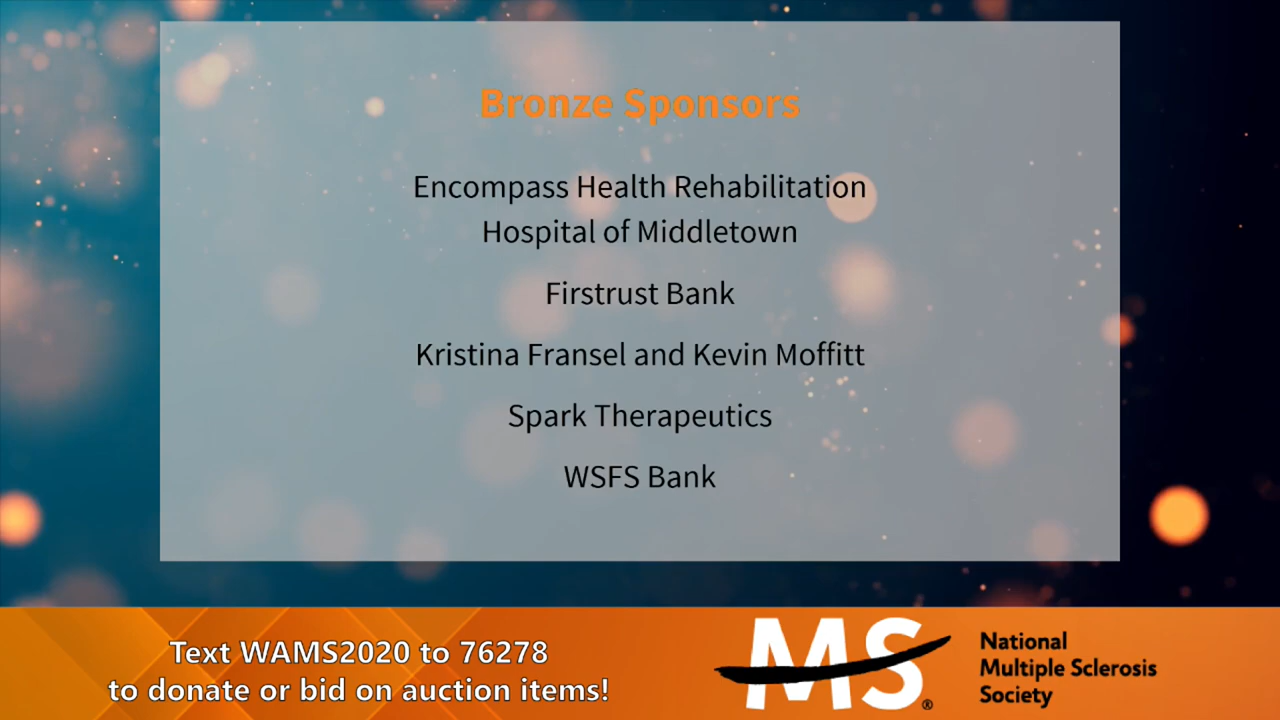 Bronze Sponsors
Encompass Health Rehabilitation
Hospital of Middletown
Firstrust Bank
Kristina Fransel and Kevin Moffitt
Spark Therapeutics
WSFS Bank
Text WAMS2020 to 76278
to donate or bid on auction items!
MS®
National
Multiple Sclerosis
Society